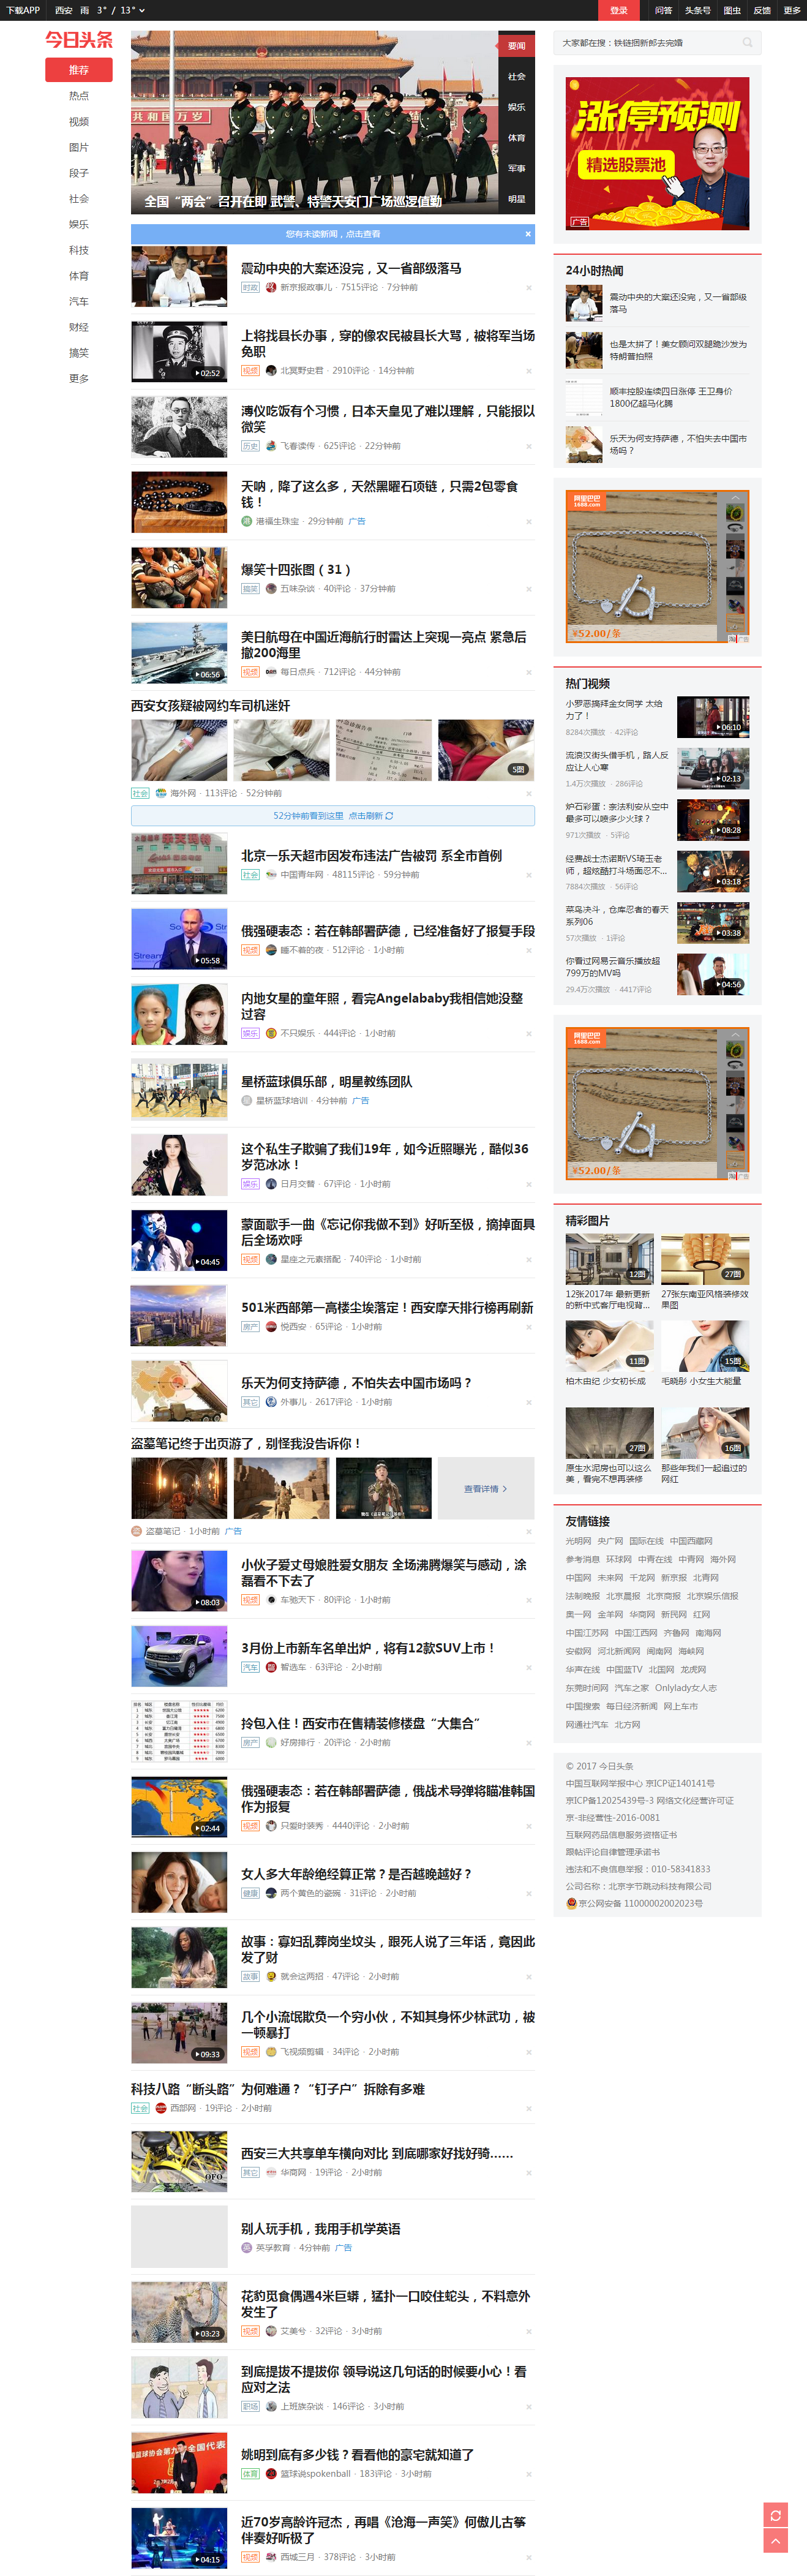 下载APP 西安 雨 3° / 13° 登录 问答 头条号 图虫 反馈 更多
今日头条
推荐
热点
视频
图片
段子
社会
娱乐
科技
体育
汽车
财经
搞笑
更多
全国“两会”召开在即 武警、特警天安门广场巡逻值勤
要闻
社会
娱乐
体育
军事
明星
您有未读新闻，点击查看
震动中央的大案还没完，又一省部级落马
时政 新京报政事儿 · 7515评论 · 7分钟前
02:52
上将找县长办事，穿的像农民被县长大骂，被将军当场
免职
视频 北冥野史君 · 2910评论 · 14分钟前
溥仪吃饭有个习惯，日本天皇见了难以理解，只能报以
微笑
历史 飞春读传 · 625评论 · 22分钟前
天呐，降了这么多，天然黑曜石项链，只需2包零食
钱！
港福生珠宝 · 29分钟前 广告
爆笑十四张图（31）
搞笑 五味杂谈 · 40评论 · 37分钟前
06:56
美日航母在中国近海航行时雷达上突现一亮点 紧急后
撤200海里
视频 每日点兵 · 712评论 · 44分钟前
西安女孩疑被网约车司机迷奸
5图
社会 海外网 · 113评论 · 52分钟前
52分钟前看到这里 点击刷新
北京一乐天超市因发布违法广告被罚 系全市首例
社会 中国青年网 · 48115评论 · 59分钟前
05:58
俄强硬表态：若在韩部署萨德，已经准备好了报复手段
视频 睡不着的夜 · 512评论 · 1小时前
内地女星的童年照，看完Angelababy我相信她没整
过容
娱乐 不只娱乐 · 444评论 · 1小时前
星桥蓝球俱乐部，明星教练团队
星桥蓝球培训 · 4分钟前 广告
这个私生子欺骗了我们19年，如今近照曝光，酷似36
岁范冰冰！
娱乐 日月交替 · 67评论 · 1小时前
04:45
蒙面歌手一曲《忘记你我做不到》好听至极，摘掉面具
后全场欢呼
视频 星座之元素搭配 · 740评论 · 1小时前
501米西部第一高楼尘埃落定！西安摩天排行榜再刷新
房产 悦西安 · 65评论 · 1小时前
乐天为何支持萨德，不怕失去中国市场吗？
其它 外事儿 · 2617评论 · 1小时前
盗墓笔记终于出页游了，别怪我没告诉你！
查看详情
盗墓笔记 · 1小时前 广告
08:03
小伙子爱丈母娘胜爱女朋友 全场沸腾爆笑与感动，涂
磊看不下去了
视频 车驰天下 · 80评论 · 1小时前
3月份上市新车名单出炉，将有12款SUV上市！
汽车 智选车 · 63评论 · 2小时前
拎包入住！西安市在售精装修楼盘“大集合”
房产 好房排行 · 20评论 · 2小时前
02:44
俄强硬表态：若在韩部署萨德，俄战术导弹将瞄准韩国
作为报复
视频 只爱时装秀 · 4440评论 · 2小时前
女人多大年龄绝经算正常？是否越晚越好？
健康 两个黄色的瓷碗 · 31评论 · 2小时前
故事：寡妇乱葬岗坐坟头，跟死人说了三年话，竟因此
发了财
故事 就会这两招 · 47评论 · 2小时前
09:33
几个小流氓欺负一个穷小伙，不知其身怀少林武功，被
一顿暴打
视频 飞视频剪辑 · 34评论 · 2小时前
科技八路“断头路”为何难通？“钉子户”拆除有多难
社会 西部网 · 19评论 · 2小时前
OFO
西安三大共享单车横向对比 到底哪家好找好骑……
其它 华商网 · 19评论 · 2小时前
别人玩手机，我用手机学英语
英孚教育 · 4分钟前 广告
03:23
花豹觅食偶遇4米巨蟒，猛扑一口咬住蛇头，不料意外
发生了
视频 艾美兮 · 32评论 · 3小时前
到底提拔不提拔你 领导说这几句话的时候要小心！看
应对之法
职场 上班族杂谈 · 146评论 · 3小时前
姚明到底有多少钱？看看他的豪宅就知道了
体育 篮球说spokenball · 183评论 · 3小时前
04:15
近70岁高龄许冠杰，再唱《沧海一声笑》何傲儿古筝
伴奏好听极了
视频 西城三月 · 378评论 · 3小时前
大家都在搜：铁链捆新郎去完婚
涨停预测
精选股票池
广告
24小时热闻
震动中央的大案还没完，又一省部级
落马
也是太拼了！美女顾问双腿跪沙发为
特朗普拍照
顺丰控股连续四日涨停 王卫身价
1800亿超马化腾
乐天为何支持萨德，不怕失去中国市
场吗？
阿里巴巴
1688.com
¥52.00/条
淘 广告
热门视频
小罗恶搞拜金女同学 太给
力了！
8284次播放 · 42评论
06:10
流浪汉街头借手机，路人反
应让人心寒
1.4万次播放 · 286评论
02:13
炉石彩蛋：奈法利安从空中
最多可以喷多少火球？
971次播放 · 5评论
08:28
经费战士杰诺斯VS琦玉老
师，超炫酷打斗场面忍不...
7884次播放 · 56评论
03:18
菜鸟决斗，仓库忍者的春天
系列06
57次播放 · 1评论
03:38
你看过网易云音乐播放超
799万的MV吗
29.4万次播放 · 4417评论
04:56
阿里巴巴
1688.com
¥52.00/条
淘 广告
精彩图片
12图 27图
12张2017年 最新更新
的新中式客厅电视背...
27张东南亚风格装修效
果图
11图 15图
柏木由纪 少女初长成 毛晓彤 小女生大能量
27图 16图
原生水泥房也可以这么
美，看完不想再装修
那些年我们一起追过的
网红
友情链接
光明网 央广网 国际在线 中国西藏网
参考消息 环球网 中青在线 中青网 海外网
中国网 未来网 千龙网 新京报 北青网
法制晚报 北京晨报 北京商报 北京娱乐信报
奥一网 金羊网 华商网 新民网 红网
中国江苏网 中国江西网 齐鲁网 南海网
安徽网 河北新闻网 闽南网 海峡网
华声在线 中国蓝TV 北国网 龙虎网
东莞时间网 汽车之家 Onlylady女人志
中国搜索 每日经济新闻 网上车市
网通社汽车 北方网
© 2017 今日头条
中国互联网举报中心 京ICP证140141号
京ICP备12025439号-3 网络文化经营许可证
京-非经营性-2016-0081
互联网药品信息服务资格证书
跟帖评论自律管理承诺书
违法和不良信息举报：010-58341833
公司名称：北京字节跳动科技有限公司
京公网安备 11000002002023号